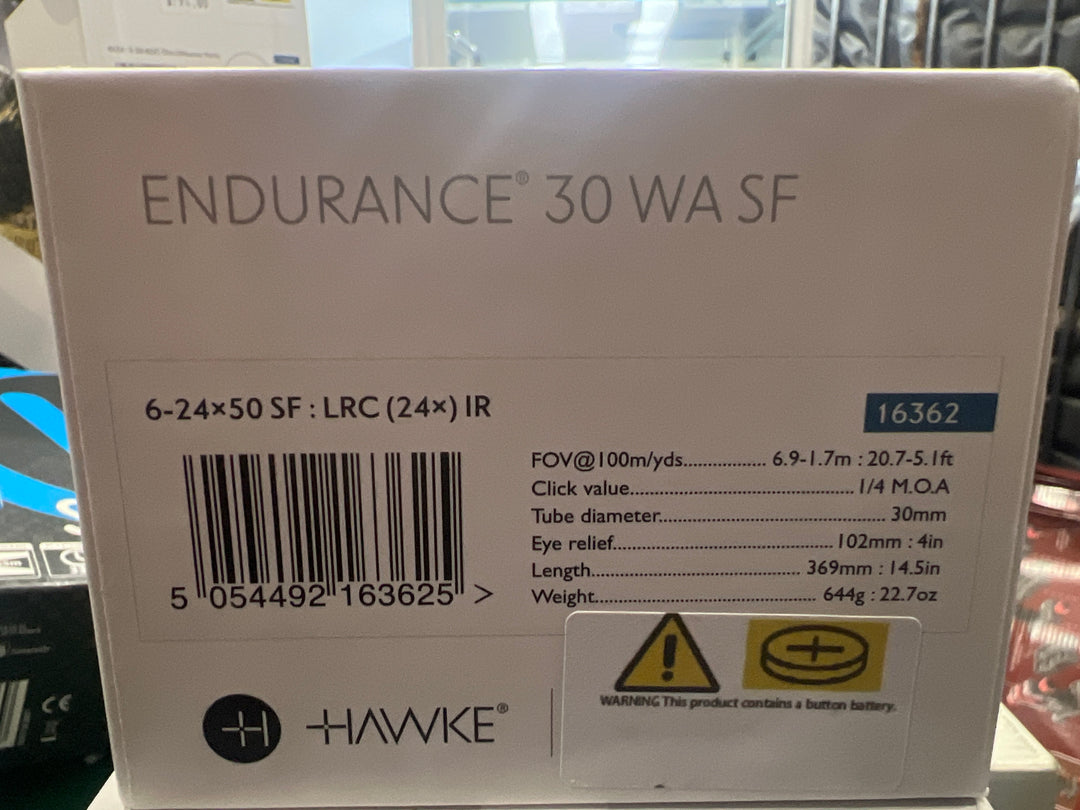 ENDURANCE® 30 WA SF
6-24×50 SF : LRC (24×) IR
16362
FOV@100m/yds................. 6.9-1.7m : 20.7-5.1ft
Click value.............................................. 1/4 M.O.A
Tube diameter.............................................. 30mm
Eye relief............................................. 102mm : 4in
Length.......................................... 369mm : 14.5in
Weight............................................. 644g : 22.7oz
5 054492 163625 >
WARNING This product contains a button battery.
HAWKE®
CE